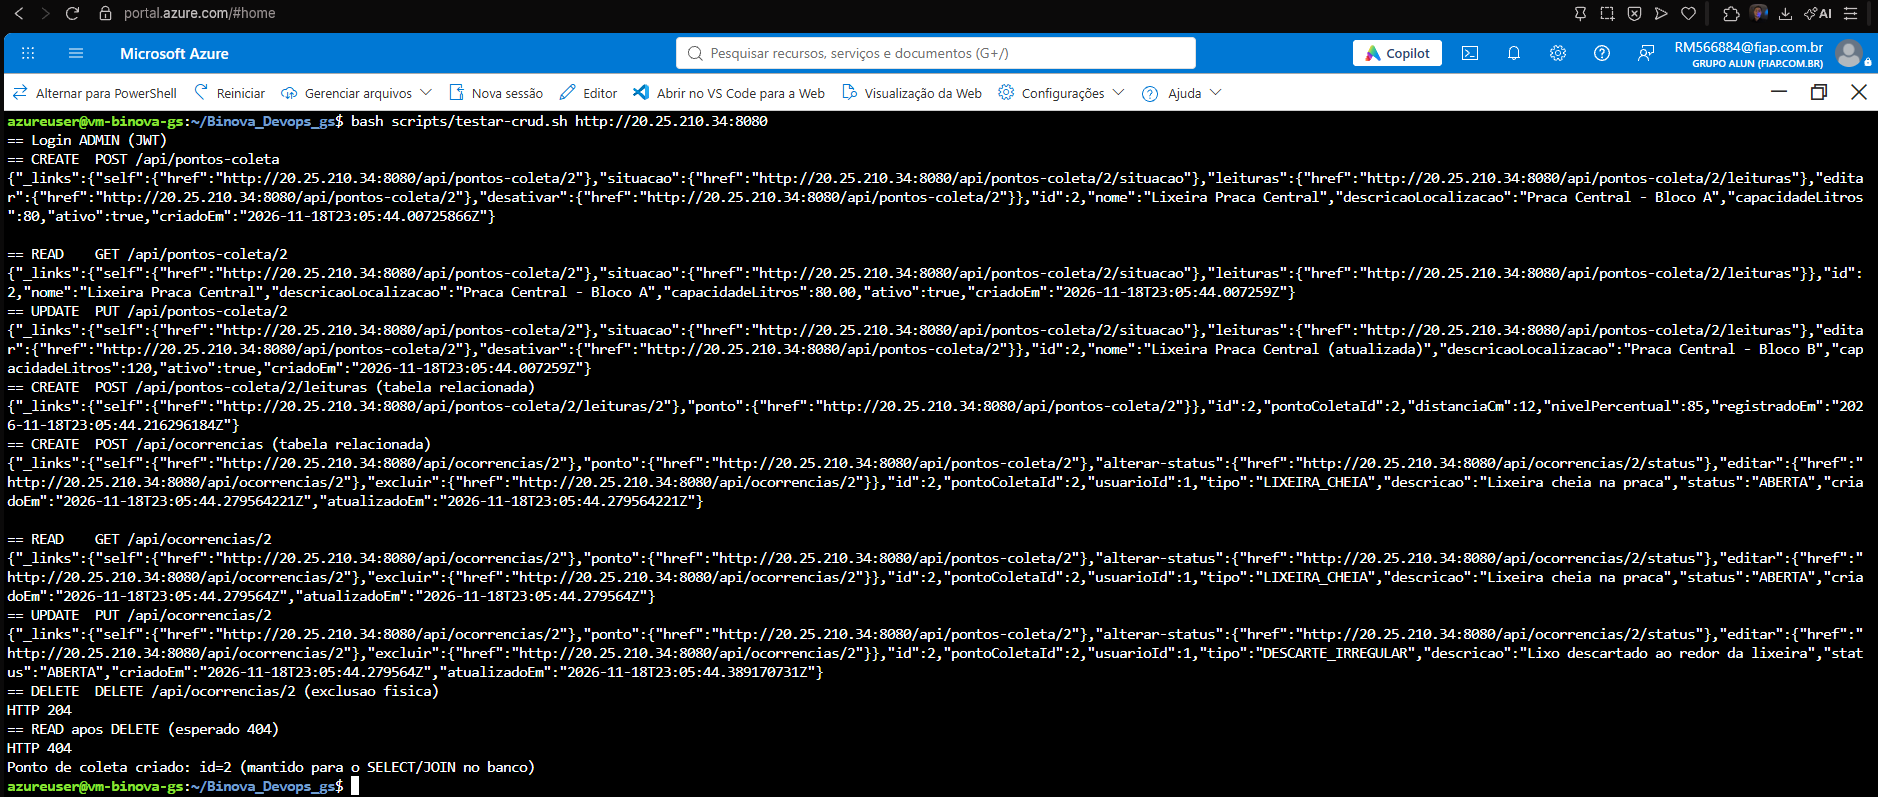 portal.azure.com/#home
AI
Microsoft Azure
Pesquisar recursos, serviços e documentos (G+/)
Copilot
RM566884@fiap.com.br
GRUPO ALUN (FIAP.COM.BR)
Alternar para PowerShell Reiniciar Gerenciar arquivos Nova sessão Editor Abrir no VS Code para a Web Visualização da Web Configurações Ajuda
azureuser@vm-binova-gs:~/Binova_Devops_gs$ bash scripts/testar-crud.sh http://20.25.210.34:8080
== Login ADMIN (JWT)
== CREATE  POST /api/pontos-coleta
{"_links":{"self":{"href":"http://20.25.210.34:8080/api/pontos-coleta/2"},"situacao":{"href":"http://20.25.210.34:8080/api/pontos-coleta/2/situacao"},"leituras":{"href":"http://20.25.210.34:8080/api/pontos-coleta/2/leituras"},"edita
r":{"href":"http://20.25.210.34:8080/api/pontos-coleta/2"},"desativar":{"href":"http://20.25.210.34:8080/api/pontos-coleta/2"}},"id":2,"nome":"Lixeira Praca Central","descricaoLocalizacao":"Praca Central - Bloco A","capacidadeLitros
":80,"ativo":true,"criadoEm":"2026-11-18T23:05:44.00725866Z"}
== READ    GET /api/pontos-coleta/2
{"_links":{"self":{"href":"http://20.25.210.34:8080/api/pontos-coleta/2"},"situacao":{"href":"http://20.25.210.34:8080/api/pontos-coleta/2/situacao"},"leituras":{"href":"http://20.25.210.34:8080/api/pontos-coleta/2/leituras"}},"id":
2,"nome":"Lixeira Praca Central","descricaoLocalizacao":"Praca Central - Bloco A","capacidadeLitros":80.00,"ativo":true,"criadoEm":"2026-11-18T23:05:44.007259Z"}
== UPDATE  PUT /api/pontos-coleta/2
{"_links":{"self":{"href":"http://20.25.210.34:8080/api/pontos-coleta/2"},"situacao":{"href":"http://20.25.210.34:8080/api/pontos-coleta/2/situacao"},"leituras":{"href":"http://20.25.210.34:8080/api/pontos-coleta/2/leituras"},"edita
r":{"href":"http://20.25.210.34:8080/api/pontos-coleta/2"},"desativar":{"href":"http://20.25.210.34:8080/api/pontos-coleta/2"}},"id":2,"nome":"Lixeira Praca Central (atualizada)","descricaoLocalizacao":"Praca Central - Bloco B","cap
acidadeLitros":120,"ativo":true,"criadoEm":"2026-11-18T23:05:44.007259Z"}
== CREATE  POST /api/pontos-coleta/2/leituras (tabela relacionada)
{"_links":{"self":{"href":"http://20.25.210.34:8080/api/pontos-coleta/2/leituras/2"},"ponto":{"href":"http://20.25.210.34:8080/api/pontos-coleta/2"}},"id":2,"pontoColetaId":2,"distanciaCm":12,"nivelPercentual":85,"registradoEm":"202
6-11-18T23:05:44.216296184Z"}
== CREATE  POST /api/ocorrencias (tabela relacionada)
{"_links":{"self":{"href":"http://20.25.210.34:8080/api/ocorrencias/2"},"ponto":{"href":"http://20.25.210.34:8080/api/pontos-coleta/2"},"alterar-status":{"href":"http://20.25.210.34:8080/api/ocorrencias/2/status"},"editar":{"href":"
http://20.25.210.34:8080/api/ocorrencias/2"},"excluir":{"href":"http://20.25.210.34:8080/api/ocorrencias/2"}},"id":2,"pontoColetaId":2,"usuarioId":1,"tipo":"LIXEIRA_CHEIA","descricao":"Lixeira cheia na praca","status":"ABERTA","cria
doEm":"2026-11-18T23:05:44.279564221Z","atualizadoEm":"2026-11-18T23:05:44.279564221Z"}
== READ    GET /api/ocorrencias/2
{"_links":{"self":{"href":"http://20.25.210.34:8080/api/ocorrencias/2"},"ponto":{"href":"http://20.25.210.34:8080/api/pontos-coleta/2"},"alterar-status":{"href":"http://20.25.210.34:8080/api/ocorrencias/2/status"},"editar":{"href":"
http://20.25.210.34:8080/api/ocorrencias/2"},"excluir":{"href":"http://20.25.210.34:8080/api/ocorrencias/2"}},"id":2,"pontoColetaId":2,"usuarioId":1,"tipo":"LIXEIRA_CHEIA","descricao":"Lixeira cheia na praca","status":"ABERTA","cria
doEm":"2026-11-18T23:05:44.279564Z","atualizadoEm":"2026-11-18T23:05:44.279564Z"}
== UPDATE  PUT /api/ocorrencias/2
{"_links":{"self":{"href":"http://20.25.210.34:8080/api/ocorrencias/2"},"ponto":{"href":"http://20.25.210.34:8080/api/pontos-coleta/2"},"alterar-status":{"href":"http://20.25.210.34:8080/api/ocorrencias/2/status"},"editar":{"href":"
http://20.25.210.34:8080/api/ocorrencias/2"},"excluir":{"href":"http://20.25.210.34:8080/api/ocorrencias/2"}},"id":2,"pontoColetaId":2,"usuarioId":1,"tipo":"DESCARTE_IRREGULAR","descricao":"Lixo descartado ao redor da lixeira","stat
us":"ABERTA","criadoEm":"2026-11-18T23:05:44.279564Z","atualizadoEm":"2026-11-18T23:05:44.389170731Z"}
== DELETE  DELETE /api/ocorrencias/2 (exclusao fisica)
HTTP 204
== READ apos DELETE (esperado 404)
HTTP 404
Ponto de coleta criado: id=2 (mantido para o SELECT/JOIN no banco)
azureuser@vm-binova-gs:~/Binova_Devops_gs$